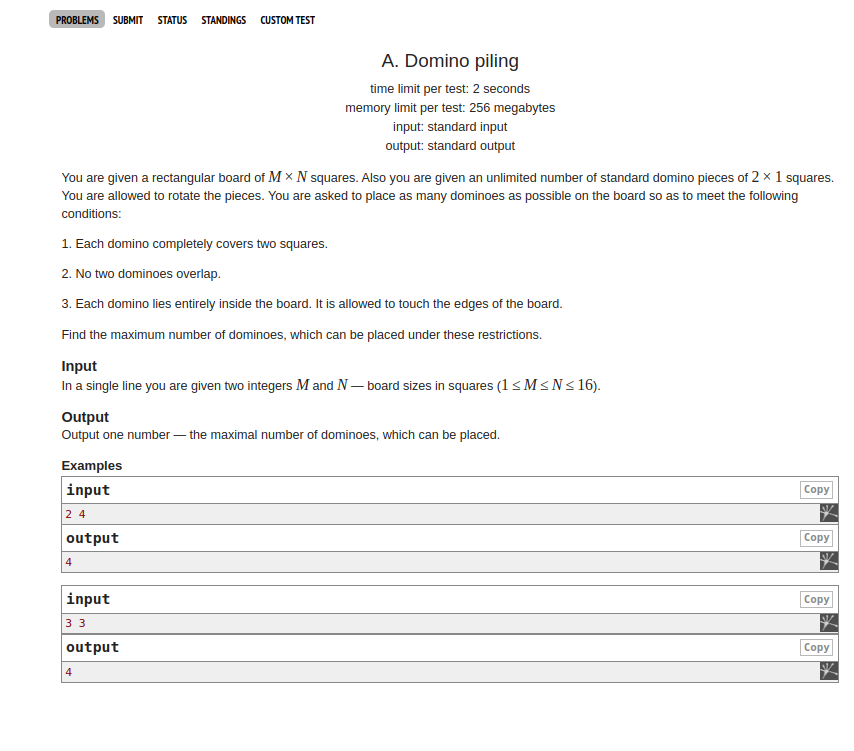 PROBLEMS SUBMIT STATUS STANDINGS CUSTOM TEST
A. Domino piling
time limit per test: 2 seconds
memory limit per test: 256 megabytes
input: standard input
output: standard output
You are given a rectangular board of M × N squares. Also you are given an unlimited number of standard domino pieces of 2 × 1 squares.
You are allowed to rotate the pieces. You are asked to place as many dominoes as possible on the board so as to meet the following
conditions:
1. Each domino completely covers two squares.
2. No two dominoes overlap.
3. Each domino lies entirely inside the board. It is allowed to touch the edges of the board.
Find the maximum number of dominoes, which can be placed under these restrictions.
Input
In a single line you are given two integers M and N — board sizes in squares (1 ≤ M ≤ N ≤ 16).
Output
Output one number — the maximal number of dominoes, which can be placed.
Examples
input Copy
2 4
output Copy
4
input Copy
3 3
output Copy
4